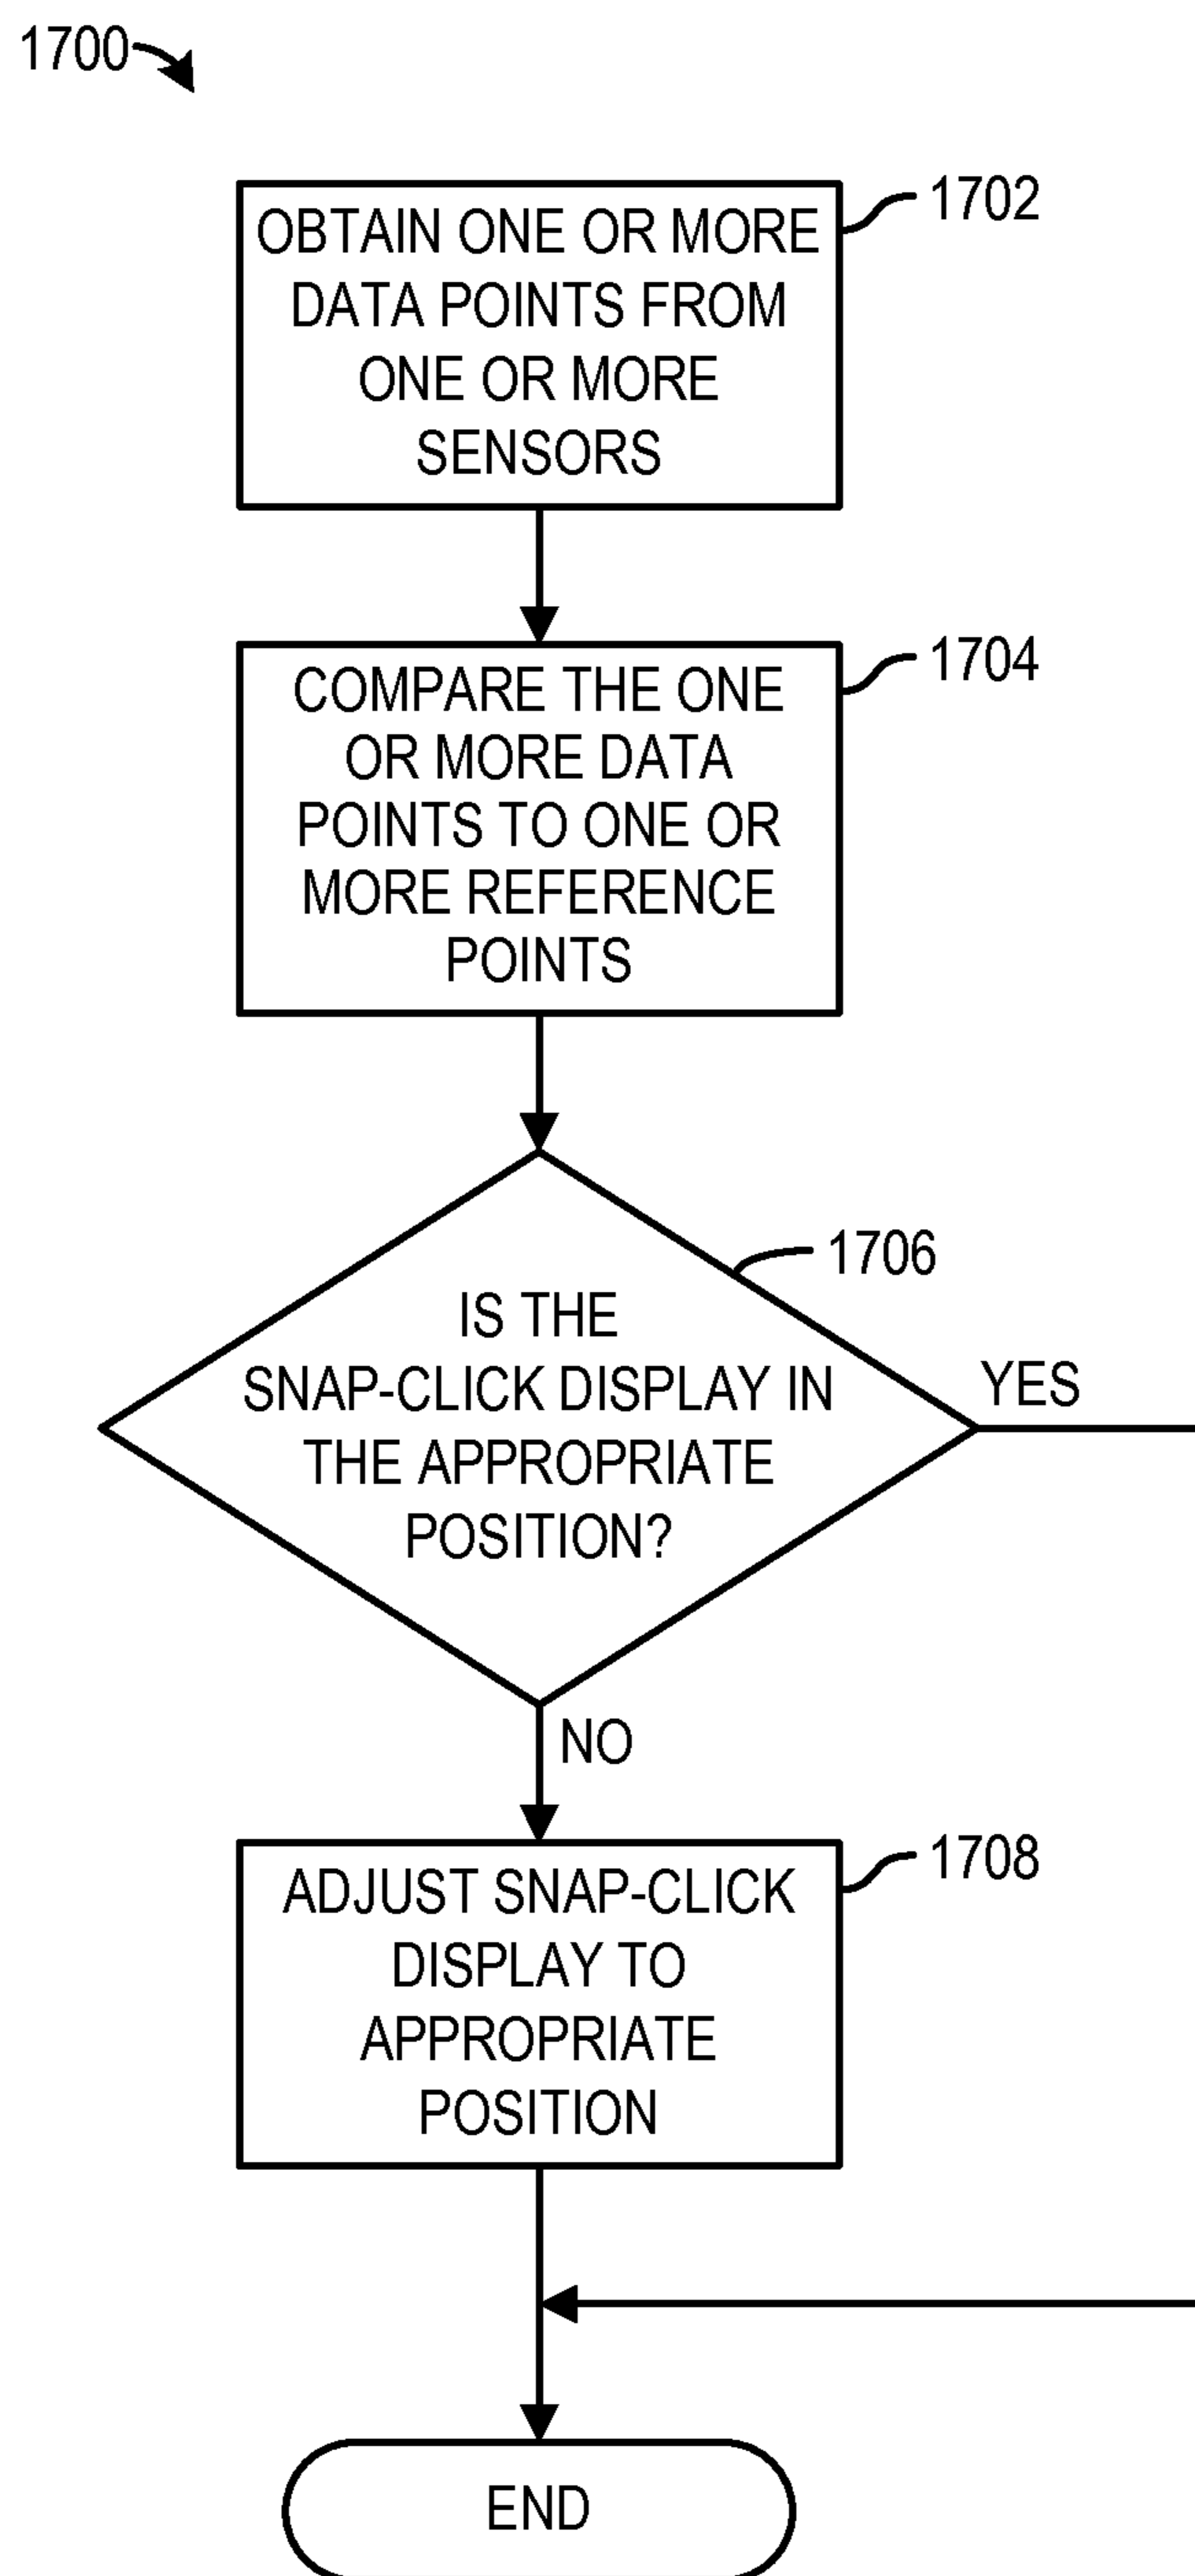 1700
1702
OBTAIN ONE OR MORE
DATA POINTS FROM
ONE OR MORE
SENSORS
1704
COMPARE THE ONE
OR MORE DATA
POINTS TO ONE OR
MORE REFERENCE
POINTS
1706
IS THE
SNAP-CLICK DISPLAY IN
THE APPROPRIATE
POSITION?
YES
NO
1708
ADJUST SNAP-CLICK
DISPLAY TO
APPROPRIATE
POSITION
END